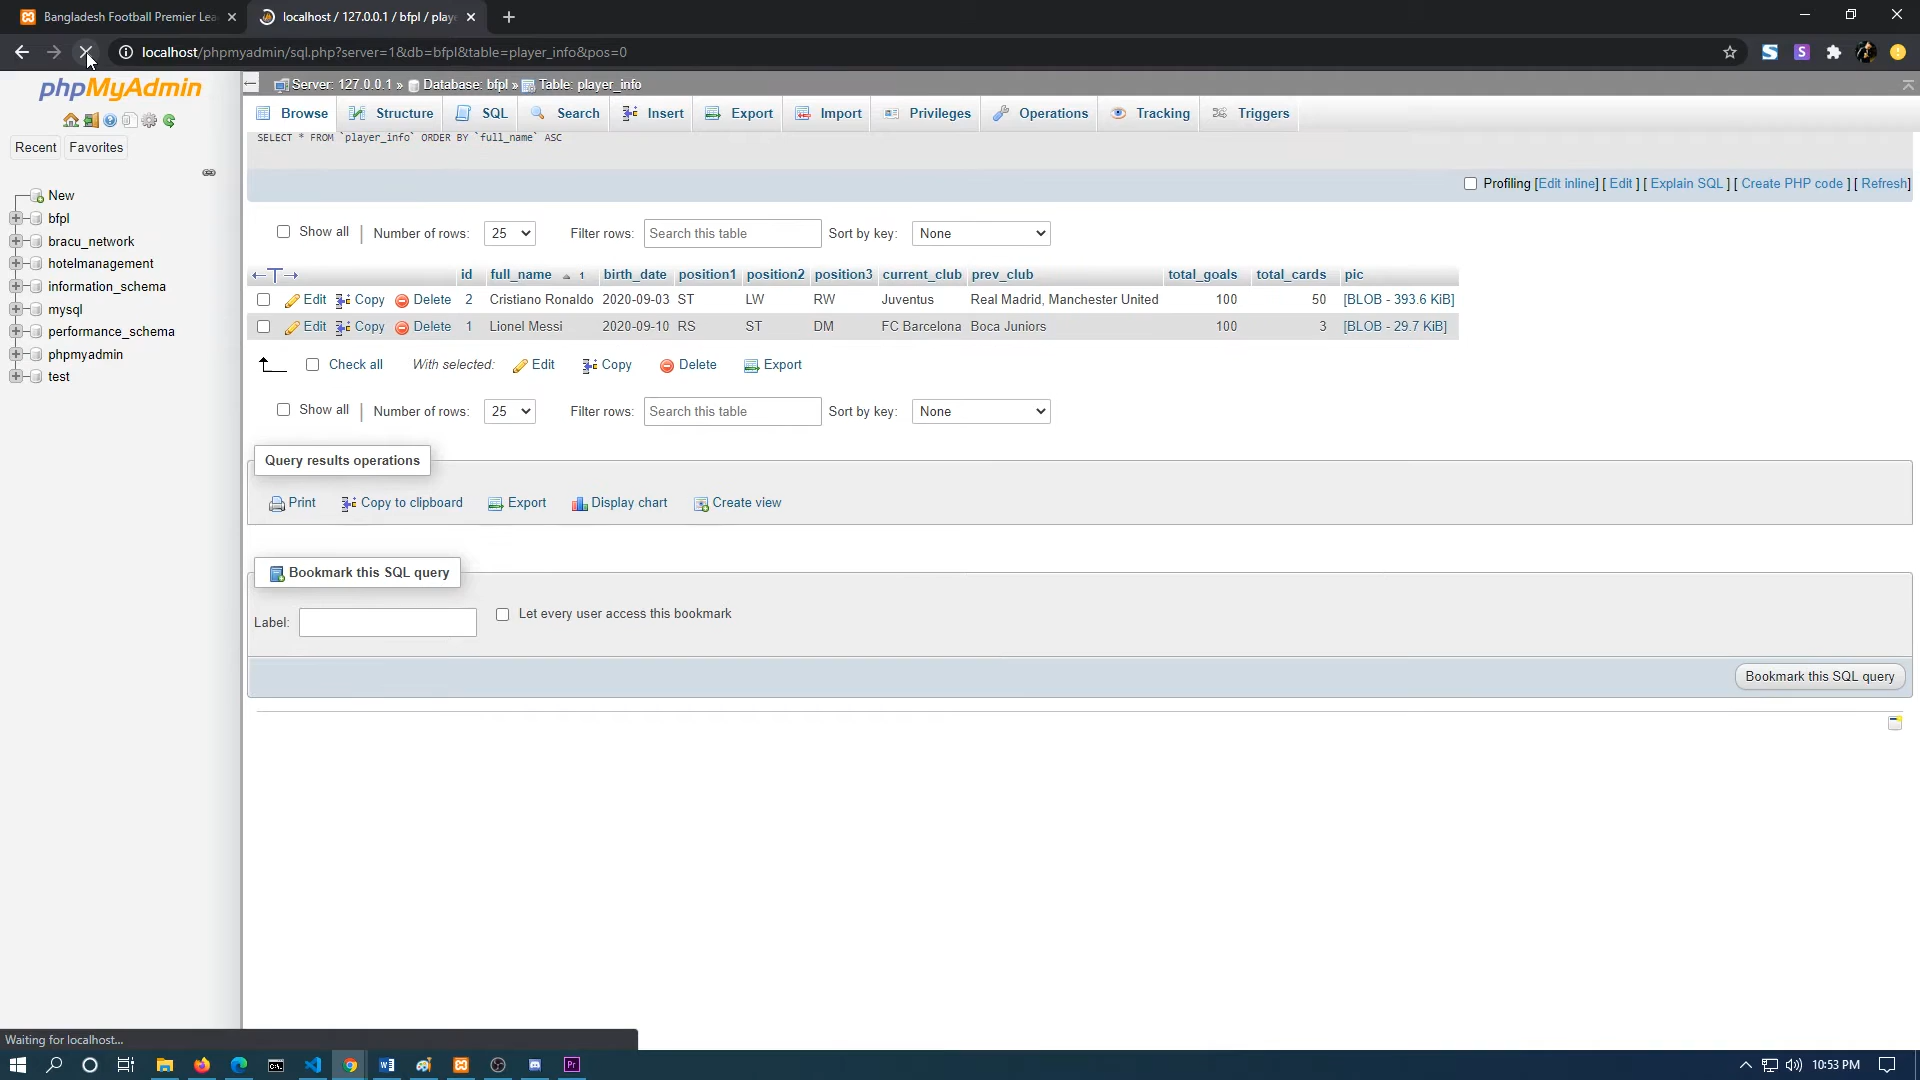 Bangladesh Football Premier Lea
localhost / 127.0.0.1 / bfpl / playe
localhost/phpmyadmin/sql.php?server=1&db=bfpl&table=player_info&pos=0
phpMyAdmin
Server: 127.0.0.1 » Database: bfpl » Table: player_info
Browse Structure SQL Search Insert Export Import Privileges Operations Tracking Triggers
SELECT * FROM `player_info` ORDER BY `full_name` ASC
Recent Favorites
Profiling [Edit inline] [ Edit ] [ Explain SQL ] [ Create PHP code ] [ Refresh]
New
bfpl
bracu_network
hotelmanagement
information_schema
mysql
performance_schema
phpmyadmin
test
Show all | Number of rows: 25 Filter rows: Search this table Sort by key: None
←T→ id full_name 1 birth_date position1 position2 position3 current_club prev_club total_goals total_cards pic
Edit Copy Delete 2 Cristiano Ronaldo 2020-09-03 ST LW RW Juventus Real Madrid, Manchester United 100 50 [BLOB - 393.6 KiB]
Edit Copy Delete 1 Lionel Messi 2020-09-10 RS ST DM FC Barcelona Boca Juniors 100 3 [BLOB - 29.7 KiB]
Check all With selected: Edit Copy Delete Export
Show all | Number of rows: 25 Filter rows: Search this table Sort by key: None
Query results operations
Print Copy to clipboard Export Display chart Create view
Bookmark this SQL query
Label: Let every user access this bookmark
Bookmark this SQL query
Waiting for localhost...
10:53 PM